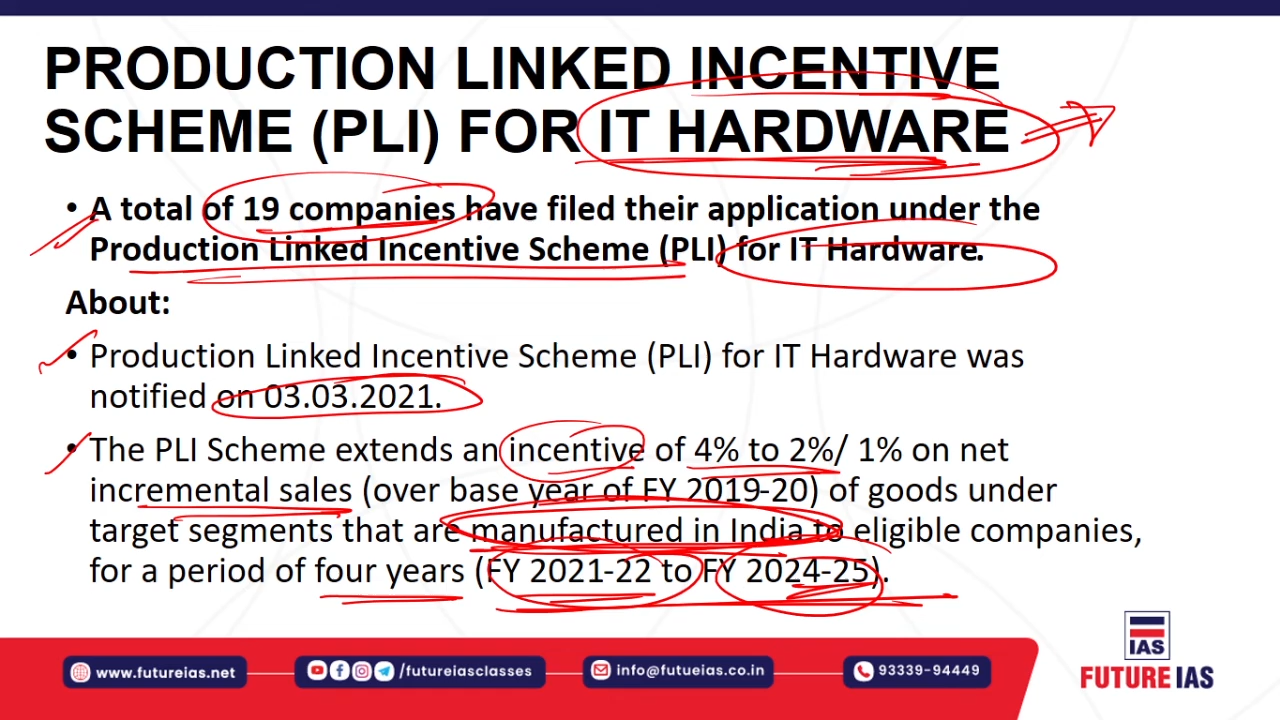 PRODUCTION LINKED INCENTIVE
SCHEME (PLI) FOR IT HARDWARE
• A total of 19 companies have filed their application under the
Production Linked Incentive Scheme (PLI) for IT Hardware.
About:
• Production Linked Incentive Scheme (PLI) for IT Hardware was
notified on 03.03.2021.
• The PLI Scheme extends an incentive of 4% to 2%/ 1% on net
incremental sales (over base year of FY 2019-20) of goods under
target segments that are manufactured in India to eligible companies,
for a period of four years (FY 2021-22 to FY 2024-25).
www.futureias.net
/futureiasclasses
info@futueias.co.in
93339-94449
IAS
FUTURE IAS